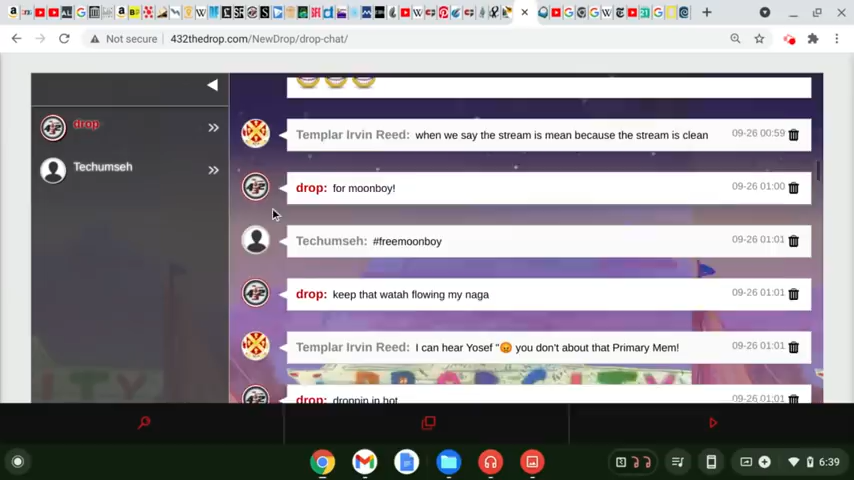 Not secure 432thedrop.com/NewDrop/drop-chat/
drop
Techumseh
Templar Irvin Reed: when we say the stream is mean because the stream is clean 09-26 00:59
drop: for moonboy! 09-26 01:00
Techumseh: #freemoonboy 09-26 01:01
drop: keep that watah flowing my naga 09-26 01:01
Templar Irvin Reed: I can hear Yosef "😡 you don't about that Primary Mem! 09-26 01:01
drop: droppin in hot 09-26 01:01
6:39